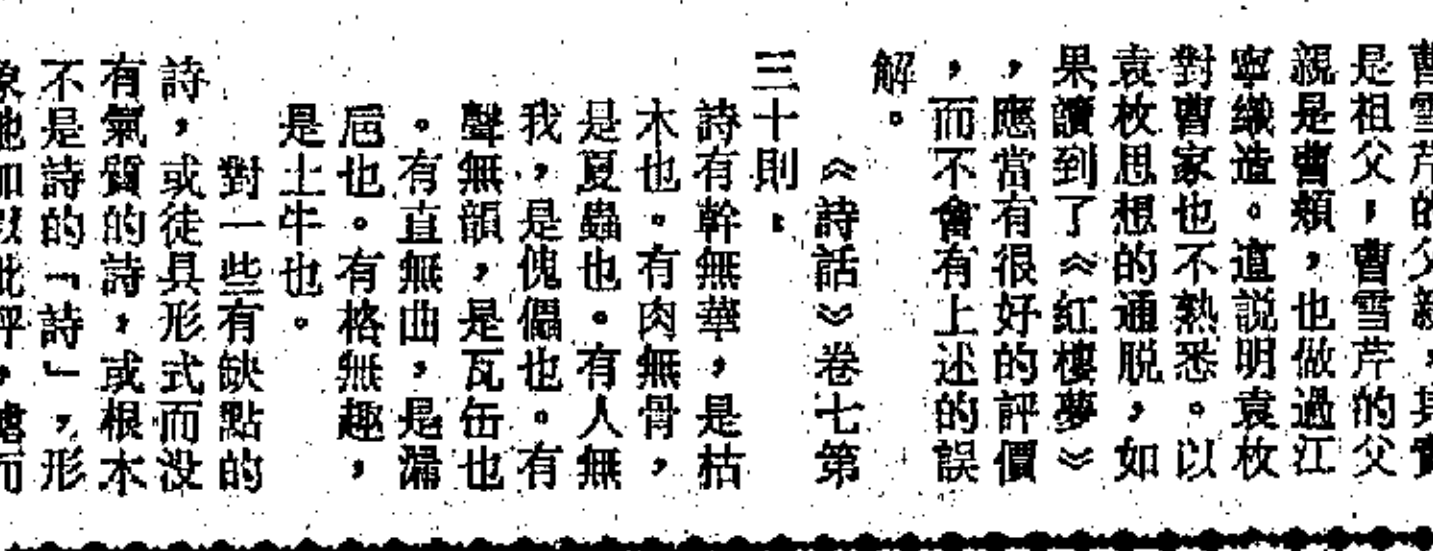 曹雪芹的父親，其實
是祖父，曹雪芹的父
親是曹頫，也做過江
寧織造。這說明袁枚
對曹家也不熟悉。以
袁枚思想的通脫，如
果讀到了《紅樓夢》
，應當有很好的評價
，而不會有上述的誤
解。
《詩話》卷七第
三十則：
詩有幹無華，是枯
木也。有肉無骨，
是夏蟲也。有人無
我，是傀儡也。有
聲無韻，是瓦缶也
。有直無曲，是漏
卮也。有格無趣，
是土牛也。
對一些有缺點的
詩，或徒具形式而没
有氣質的詩，或根本
不是詩的「詩」，形
象地加以批評，